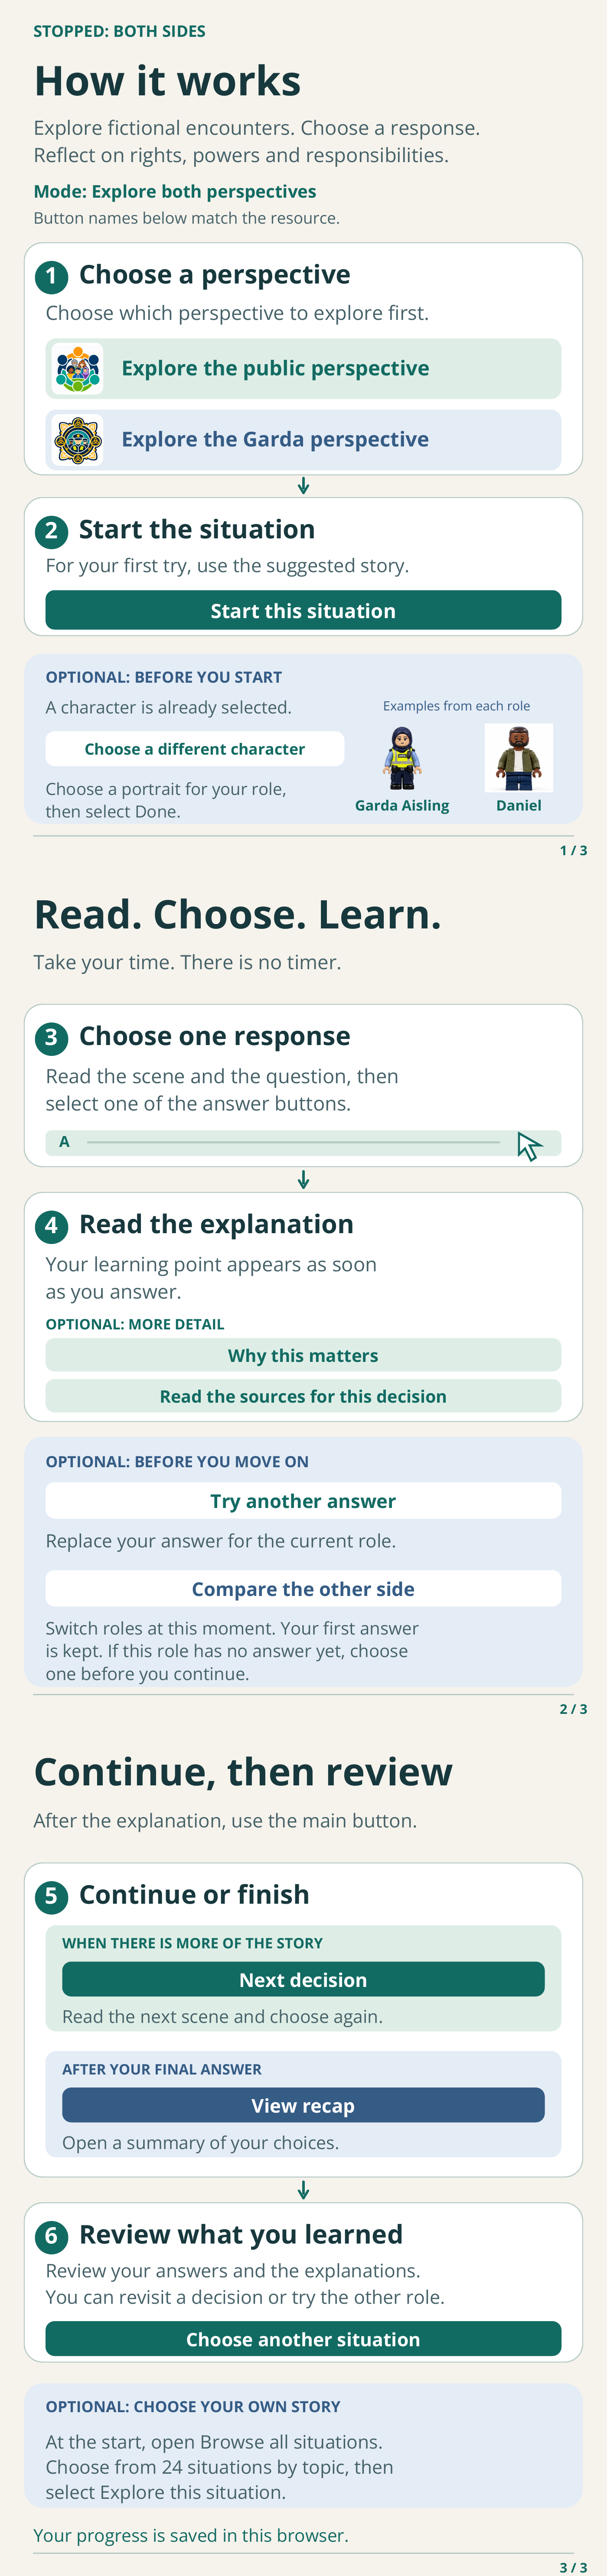 STOPPED: BOTH SIDES
How it works
Explore fictional encounters. Choose a response.
Reflect on rights, powers and responsibilities.
Mode: Explore both perspectives
Button names below match the resource.
1 Choose a perspective
Choose which perspective to explore first.
Explore the public perspective
Explore the Garda perspective
2 Start the situation
For your first try, use the suggested story.
Start this situation
OPTIONAL: BEFORE YOU START
A character is already selected.
Examples from each role
Choose a different character
Choose a portrait for your role,
then select Done.
Garda Aisling
Daniel
1 / 3
Read. Choose. Learn.
Take your time. There is no timer.
3 Choose one response
Read the scene and the question, then
select one of the answer buttons.
A
4 Read the explanation
Your learning point appears as soon
as you answer.
OPTIONAL: MORE DETAIL
Why this matters
Read the sources for this decision
OPTIONAL: BEFORE YOU MOVE ON
Try another answer
Replace your answer for the current role.
Compare the other side
Switch roles at this moment. Your first answer
is kept. If this role has no answer yet, choose
one before you continue.
2 / 3
Continue, then review
After the explanation, use the main button.
5 Continue or finish
WHEN THERE IS MORE OF THE STORY
Next decision
Read the next scene and choose again.
AFTER YOUR FINAL ANSWER
View recap
Open a summary of your choices.
6 Review what you learned
Review your answers and the explanations.
You can revisit a decision or try the other role.
Choose another situation
OPTIONAL: CHOOSE YOUR OWN STORY
At the start, open Browse all situations.
Choose from 24 situations by topic, then
select Explore this situation.
Your progress is saved in this browser.
3 / 3